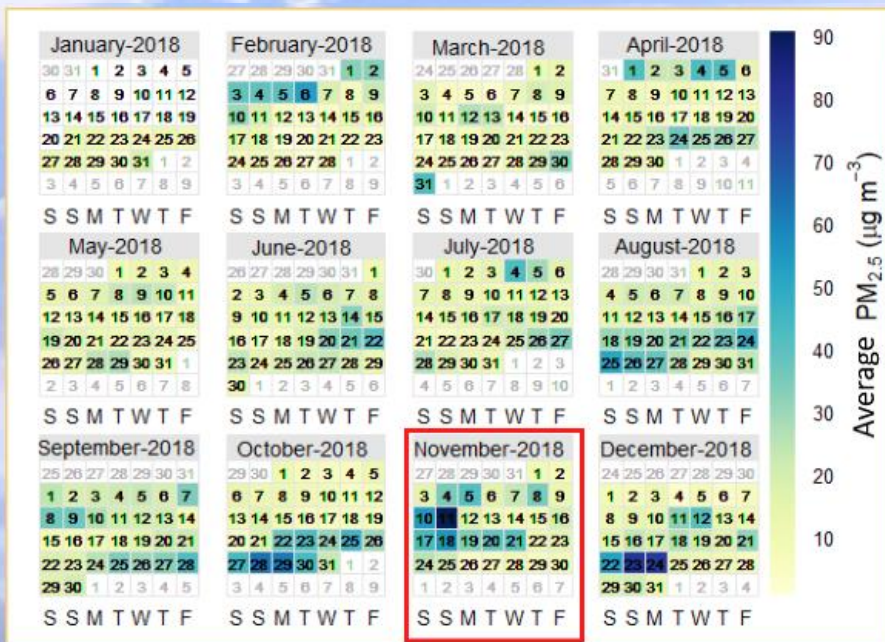 January-2018
30 31 1 2 3 4 5
6 7 8 9 10 11 12
13 14 15 16 17 18 19
20 21 22 23 24 25 26
27 28 29 30 31 1 2
3 4 5 6 7 8 9
S S M T W T F
February-2018
27 28 29 30 31 1 2
3 4 5 6 7 8 9
10 11 12 13 14 15 16
17 18 19 20 21 22 23
24 25 26 27 28 1 2
3 4 5 6 7 8 9
S S M T W T F
March-2018
24 25 26 27 28 1 2
3 4 5 6 7 8 9
10 11 12 13 14 15 16
17 18 19 20 21 22 23
24 25 26 27 28 29 30
31 1 2 3 4 5 6
S S M T W T F
April-2018
31 1 2 3 4 5 6
7 8 9 10 11 12 13
14 15 16 17 18 19 20
21 22 23 24 25 26 27
28 29 30 1 2 3 4
5 6 7 8 9 10 11
S S M T W T F
May-2018
28 29 30 1 2 3 4
5 6 7 8 9 10 11
12 13 14 15 16 17 18
19 20 21 22 23 24 25
26 27 28 29 30 31 1
2 3 4 5 6 7 8
S S M T W T F
June-2018
26 27 28 29 30 31 1
2 3 4 5 6 7 8
9 10 11 12 13 14 15
16 17 18 19 20 21 22
23 24 25 26 27 28 29
30 1 2 3 4 5 6
S S M T W T F
July-2018
30 1 2 3 4 5 6
7 8 9 10 11 12 13
14 15 16 17 18 19 20
21 22 23 24 25 26 27
28 29 30 31 1 2 3
4 5 6 7 8 9 10
S S M T W T F
August-2018
28 29 30 31 1 2 3
4 5 6 7 8 9 10
11 12 13 14 15 16 17
18 19 20 21 22 23 24
25 26 27 28 29 30 31
1 2 3 4 5 6 7
S S M T W T F
September-2018
25 26 27 28 29 30 31
1 2 3 4 5 6 7
8 9 10 11 12 13 14
15 16 17 18 19 20 21
22 23 24 25 26 27 28
29 30 1 2 3 4 5
S S M T W T F
October-2018
29 30 1 2 3 4 5
6 7 8 9 10 11 12
13 14 15 16 17 18 19
20 21 22 23 24 25 26
27 28 29 30 31 1 2
3 4 5 6 7 8 9
S S M T W T F
November-2018
27 28 29 30 31 1 2
3 4 5 6 7 8 9
10 11 12 13 14 15 16
17 18 19 20 21 22 23
24 25 26 27 28 29 30
1 2 3 4 5 6 7
S S M T W T F
December-2018
24 25 26 27 28 29 30
1 2 3 4 5 6 7
8 9 10 11 12 13 14
15 16 17 18 19 20 21
22 23 24 25 26 27 28
29 30 31 1 2 3 4
S S M T W T F
90
80
70
60
50
40
30
20
10
Average PM2.5 (µg m−3)